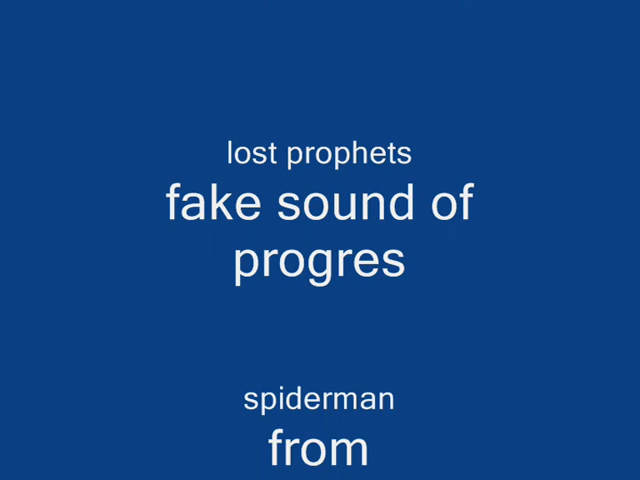 lost prophets
fake sound of
progres
spiderman
from